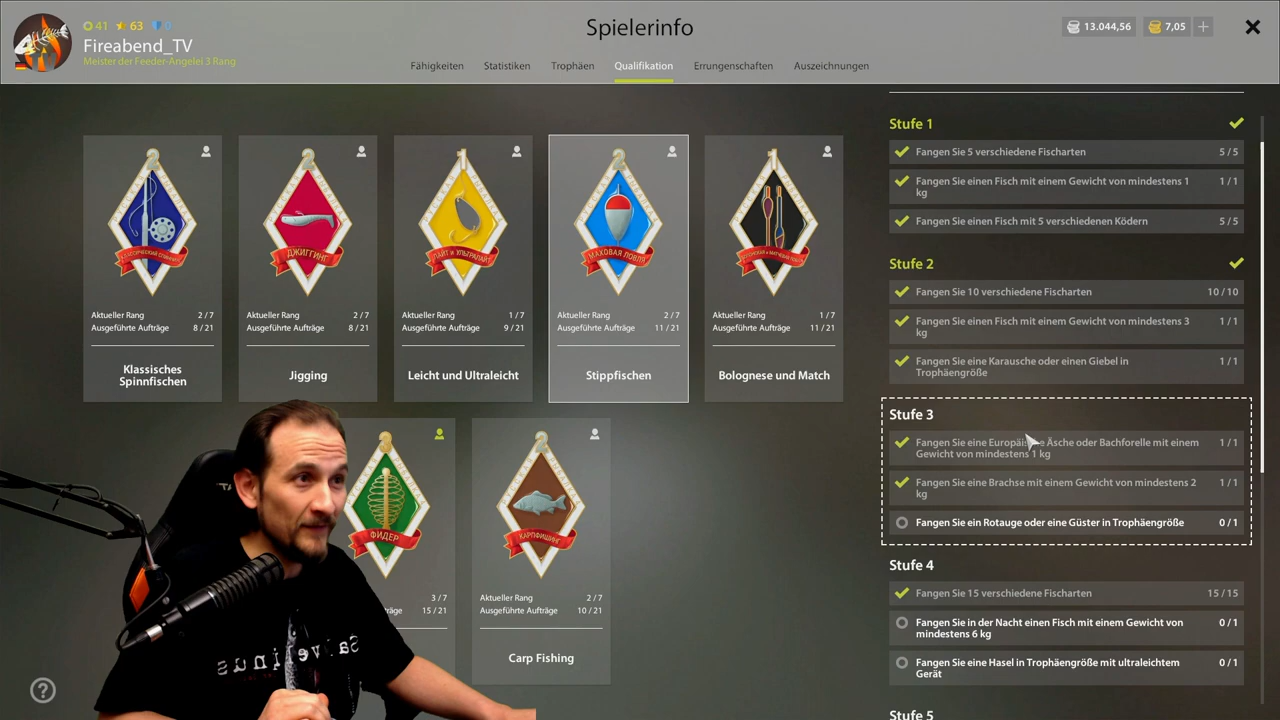 41 63 0
Fireabend_TV
Meister der Feeder-Angelei 3 Rang
Spielerinfo
13.044,56
7,05
Fähigkeiten
Statistiken
Trophäen
Qualifikation
Errungenschaften
Auszeichnungen
КЛАССИЧЕСКИЙ СПИННИНГ
Aktueller Rang 2 / 7
Ausgeführte Aufträge 8 / 21
Klassisches
Spinnfischen
ДЖИГГИНГ
Aktueller Rang 2 / 7
Ausgeführte Aufträge 8 / 21
Jigging
ЛАЙТ И УЛЬТРАЛАЙТ
Aktueller Rang 1 / 7
Ausgeführte Aufträge 9 / 21
Leicht und Ultraleicht
МАХОВАЯ ЛОВЛЯ
Aktueller Rang 2 / 7
Ausgeführte Aufträge 11 / 21
Stippfischen
Aktueller Rang 1 / 7
Ausgeführte Aufträge 11 / 21
Bolognese und Match
ФИДЕР
3 / 7
15 / 21
КАРПФИШИНГ
Aktueller Rang 2 / 7
Ausgeführte Aufträge 10 / 21
Carp Fishing
Stufe 1
Fangen Sie 5 verschiedene Fischarten 5 / 5
Fangen Sie einen Fisch mit einem Gewicht von mindestens 1 1 / 1
kg
Fangen Sie einen Fisch mit 5 verschiedenen Ködern 5 / 5
Stufe 2
Fangen Sie 10 verschiedene Fischarten 10 / 10
Fangen Sie einen Fisch mit einem Gewicht von mindestens 3 1 / 1
kg
Fangen Sie eine Karausche oder einen Giebel in 1 / 1
Trophäengröße
Stufe 3
Fangen Sie eine Europäische Äsche oder Bachforelle mit einem 1 / 1
Gewicht von mindestens 1 kg
Fangen Sie eine Brachse mit einem Gewicht von mindestens 2 1 / 1
kg
Fangen Sie ein Rotauge oder eine Güster in Trophäengröße 0 / 1
Stufe 4
Fangen Sie 15 verschiedene Fischarten 15 / 15
Fangen Sie in der Nacht einen Fisch mit einem Gewicht von 0 / 1
mindestens 6 kg
Fangen Sie eine Hasel in Trophäengröße mit ultraleichtem 0 / 1
Gerät
Stufe 5